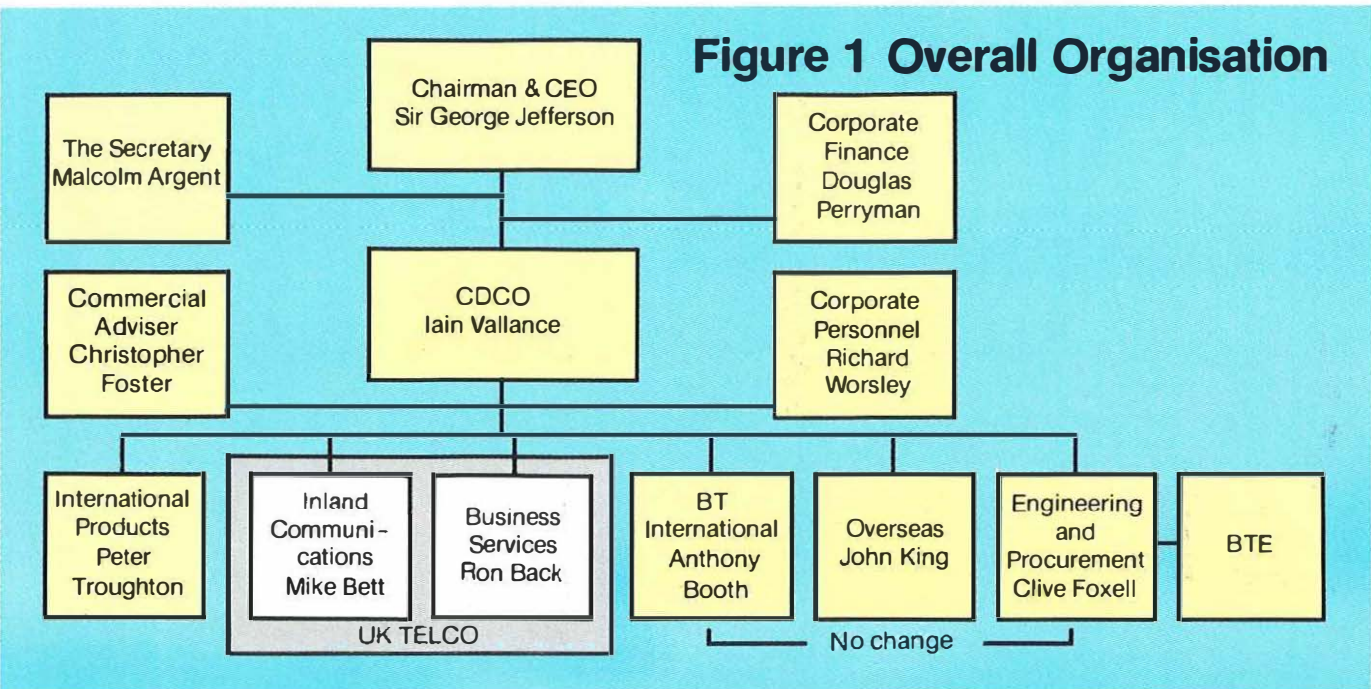 Figure 1 Overall Organisation
Chairman & CEO
Sir George Jefferson
The Secretary
Malcolm Argent
Corporate
Finance
Douglas
Perryman
CDCO
Iain Vallance
Commercial
Adviser
Christopher
Foster
Corporate
Personnel
Richard
Worsley
International
Products
Peter
Troughton
Inland
Communi-
cations
Mike Bett
Business
Services
Ron Back
UK TELCO
BT
International
Anthony
Booth
Overseas
John King
Engineering
and
Procurement
Clive Foxell
BTE
No change